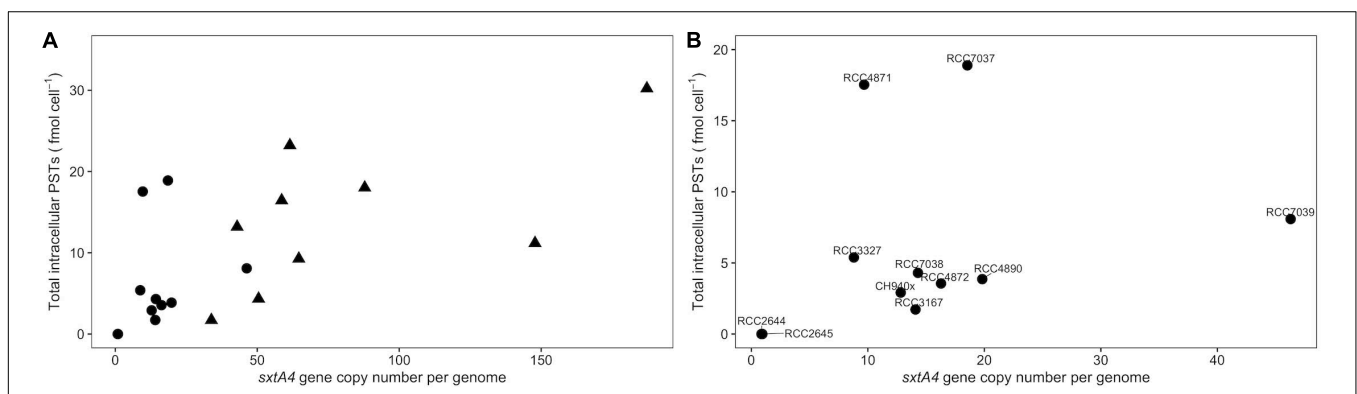 A
Total intracellular PSTs ( fmol cell⁻¹)
30
20
10
0
0 50 100 150
sxtA4 gene copy number per genome
B
Total intracellular PSTs ( fmol cell⁻¹)
20
15
10
5
0
RCC7037
RCC4871
RCC7039
RCC3327
RCC7038
RCC4890
RCC4872
CH940x
RCC3167
RCC2644
RCC2645
0 10 20 30 40
sxtA4 gene copy number per genome